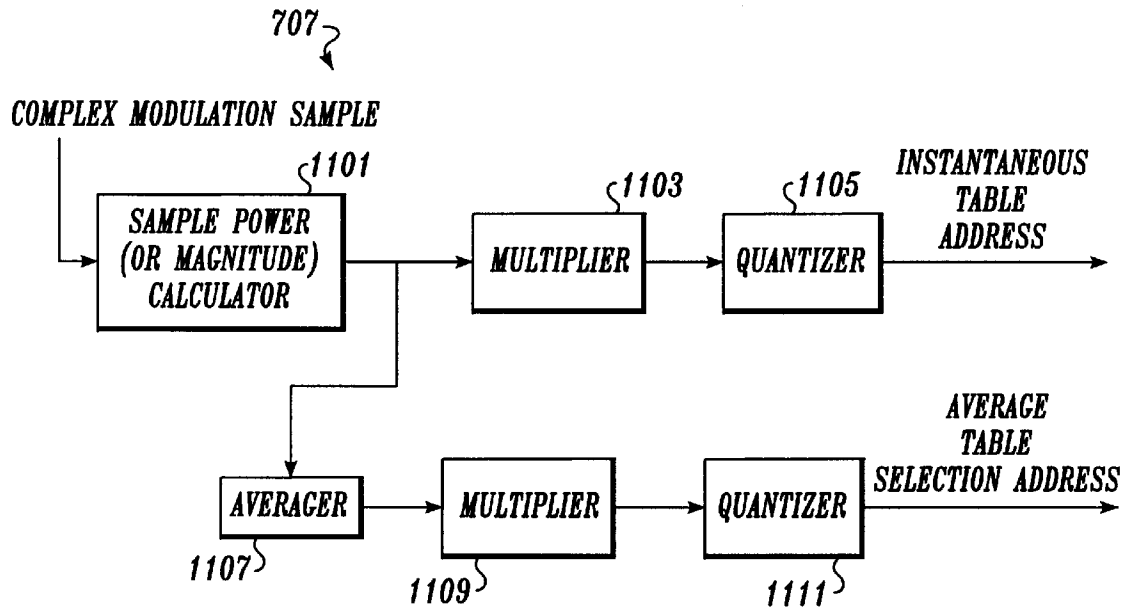 707
COMPLEX MODULATION SAMPLE
1101
SAMPLE POWER
(OR MAGNITUDE)
CALCULATOR
1103
MULTIPLIER
1105
QUANTIZER
INSTANTANEOUS
TABLE
ADDRESS
AVERAGER
1107
MULTIPLIER
1109
QUANTIZER
1111
AVERAGE
TABLE
SELECTION ADDRESS